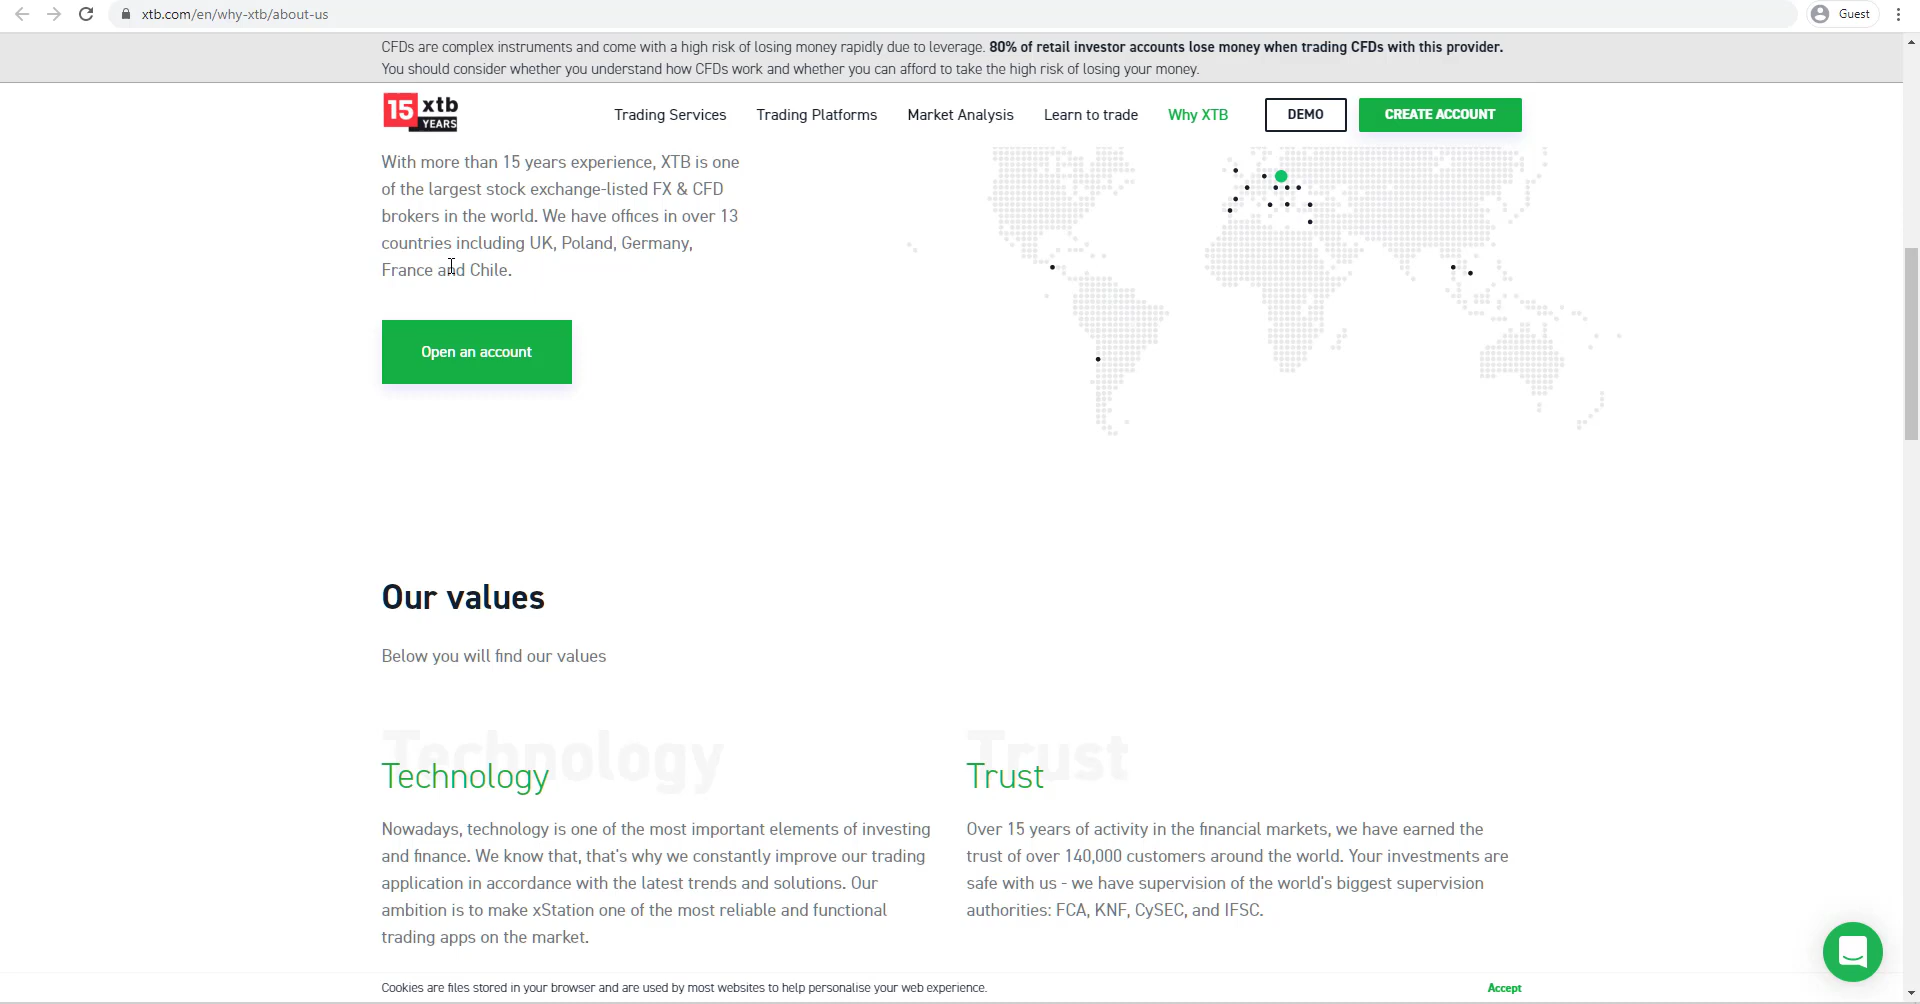 xtb.com/en/why-xtb/about-us
Guest
CFDs are complex instruments and come with a high risk of losing money rapidly due to leverage. 80% of retail investor accounts lose money when trading CFDs with this provider.
You should consider whether you understand how CFDs work and whether you can afford to take the high risk of losing your money.
15 xtb YEARS
Trading Services Trading Platforms Market Analysis Learn to trade Why XTB DEMO CREATE ACCOUNT
With more than 15 years experience, XTB is one
of the largest stock exchange-listed FX & CFD
brokers in the world. We have offices in over 13
countries including UK, Poland, Germany,
France and Chile.
Open an account
Our values
Below you will find our values
Technology
Technology
Nowadays, technology is one of the most important elements of investing
and finance. We know that, that's why we constantly improve our trading
application in accordance with the latest trends and solutions. Our
ambition is to make xStation one of the most reliable and functional
trading apps on the market.
Trust
Trust
Over 15 years of activity in the financial markets, we have earned the
trust of over 140,000 customers around the world. Your investments are
safe with us - we have supervision of the world's biggest supervision
authorities: FCA, KNF, CySEC, and IFSC.
Cookies are files stored in your browser and are used by most websites to help personalise your web experience.
Accept